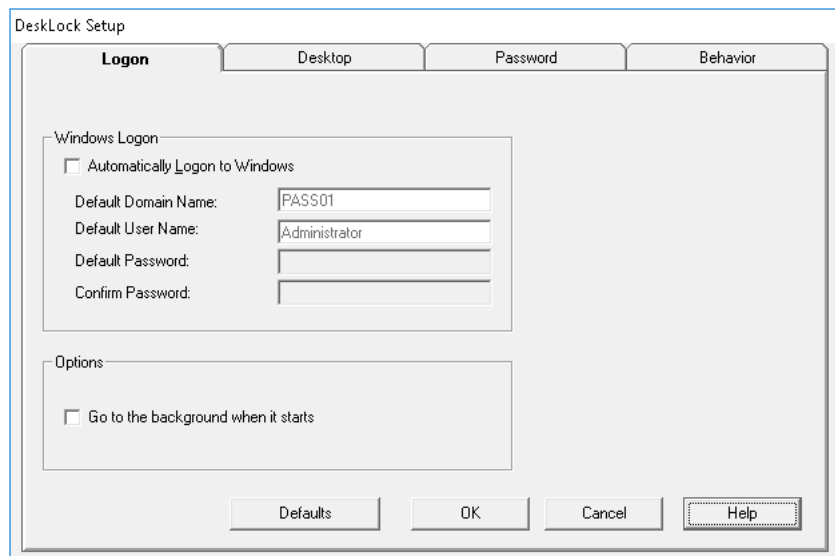 DeskLock Setup
Logon Desktop Password Behavior
Windows Logon
Automatically Logon to Windows
Default Domain Name: PASS01
Default User Name: Administrator
Default Password:
Confirm Password:
Options
Go to the background when it starts
Defaults OK Cancel Help